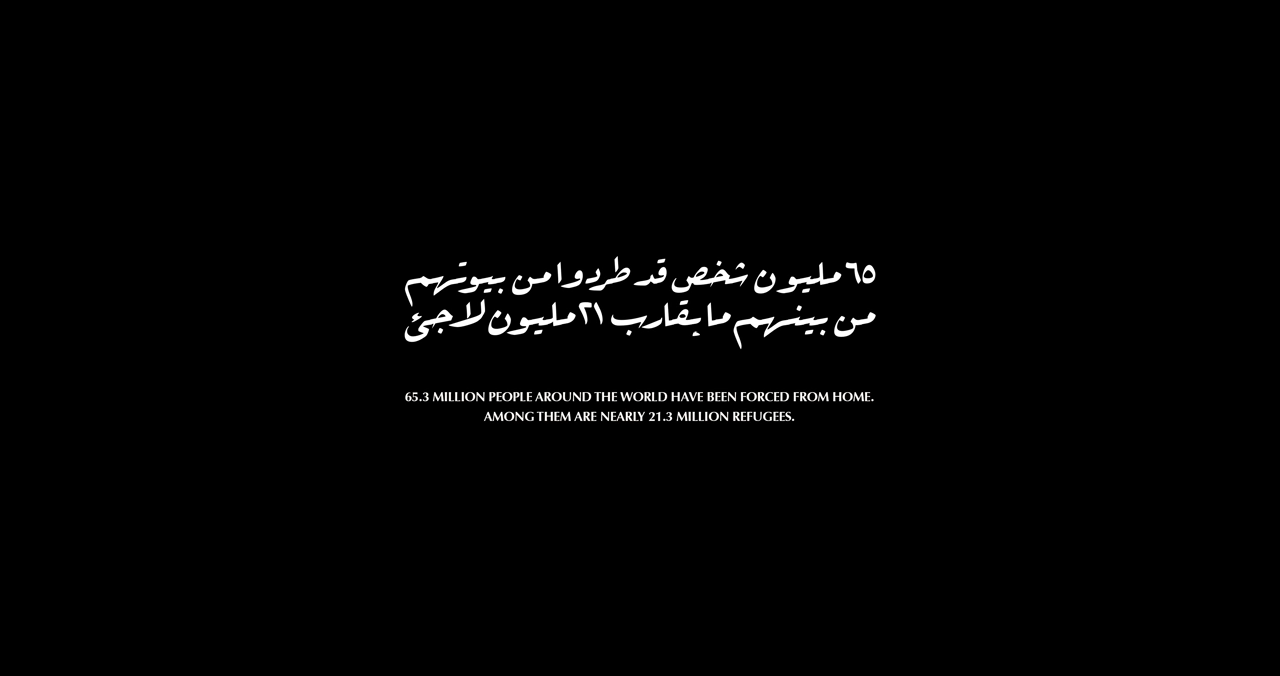 ٦٥ مليون شخص قد طردوا من بيوتهم
من بينهم ما يقارب ٢١ مليون لاجئ
65.3 MILLION PEOPLE AROUND THE WORLD HAVE BEEN FORCED FROM HOME.
AMONG THEM ARE NEARLY 21.3 MILLION REFUGEES.